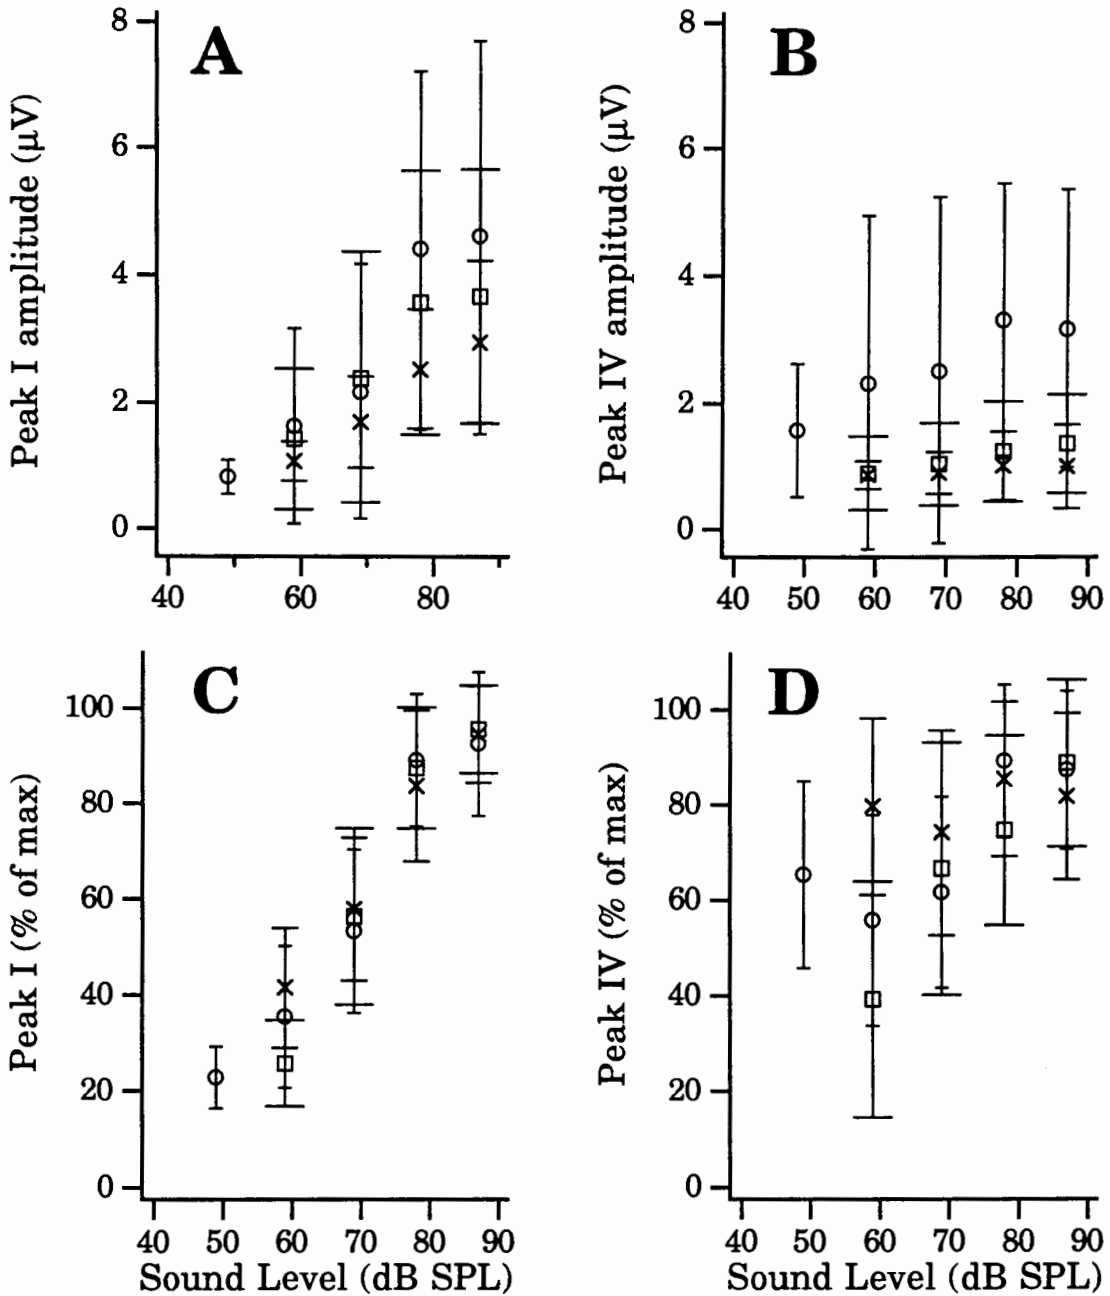 A
Peak I amplitude (µV)
8
6
4
2
0
40 60 80
B
Peak IV amplitude (µV)
8
6
4
2
0
40 50 60 70 80 90
C
Peak I (% of max)
100
80
60
40
20
0
40 50 60 70 80 90
Sound Level (dB SPL)
D
Peak IV (% of max)
100
80
60
40
20
0
40 50 60 70 80 90
Sound Level (dB SPL)